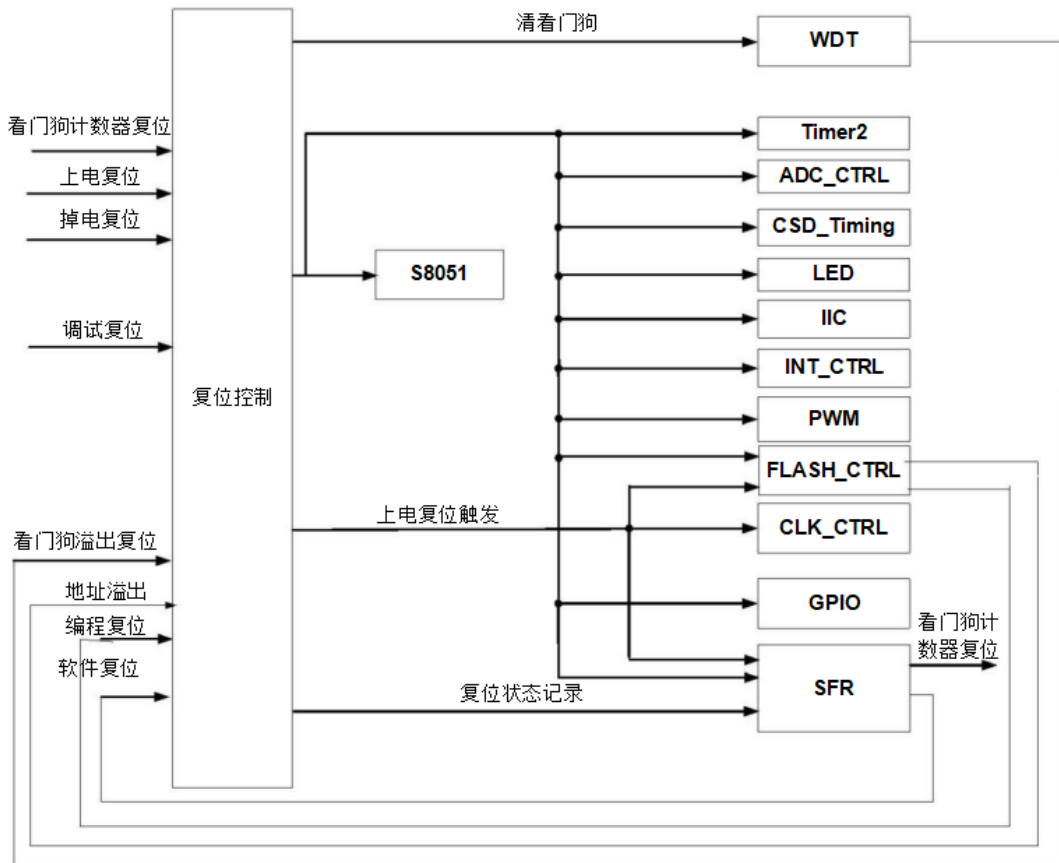 清看门狗
WDT
看门狗计数器复位
Timer2
上电复位
ADC_CTRL
掉电复位
CSD_Timing
S8051
LED
IIC
调试复位
INT_CTRL
复位控制
PWM
FLASH_CTRL
上电复位触发
CLK_CTRL
看门狗溢出复位
地址溢出
GPIO
编程复位
看门狗计
数器复位
软件复位
复位状态记录
SFR